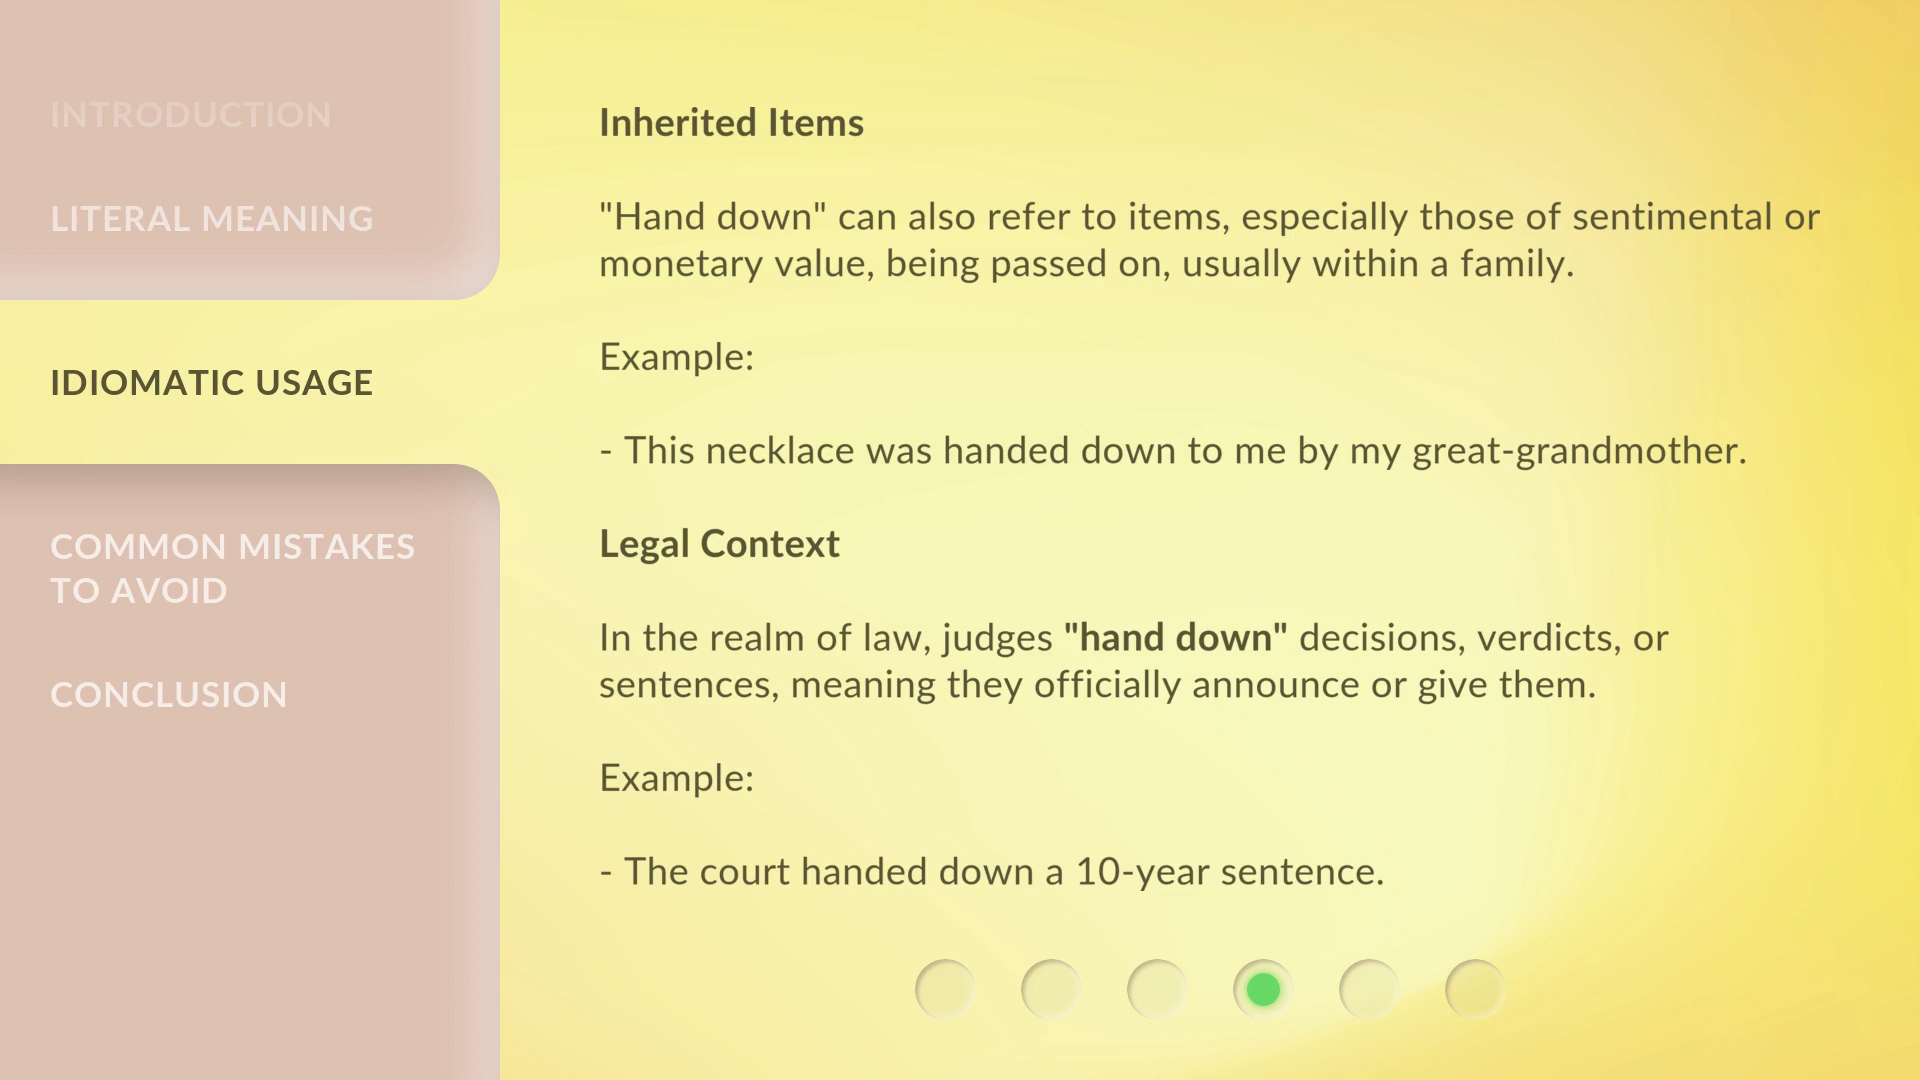 INTRODUCTION
LITERAL MEANING
IDIOMATIC USAGE
COMMON MISTAKES
TO AVOID
CONCLUSION
Inherited Items
"Hand down" can also refer to items, especially those of sentimental or
monetary value, being passed on, usually within a family.
Example:
- This necklace was handed down to me by my great-grandmother.
Legal Context
In the realm of law, judges "hand down" decisions, verdicts, or
sentences, meaning they officially announce or give them.
Example:
- The court handed down a 10-year sentence.